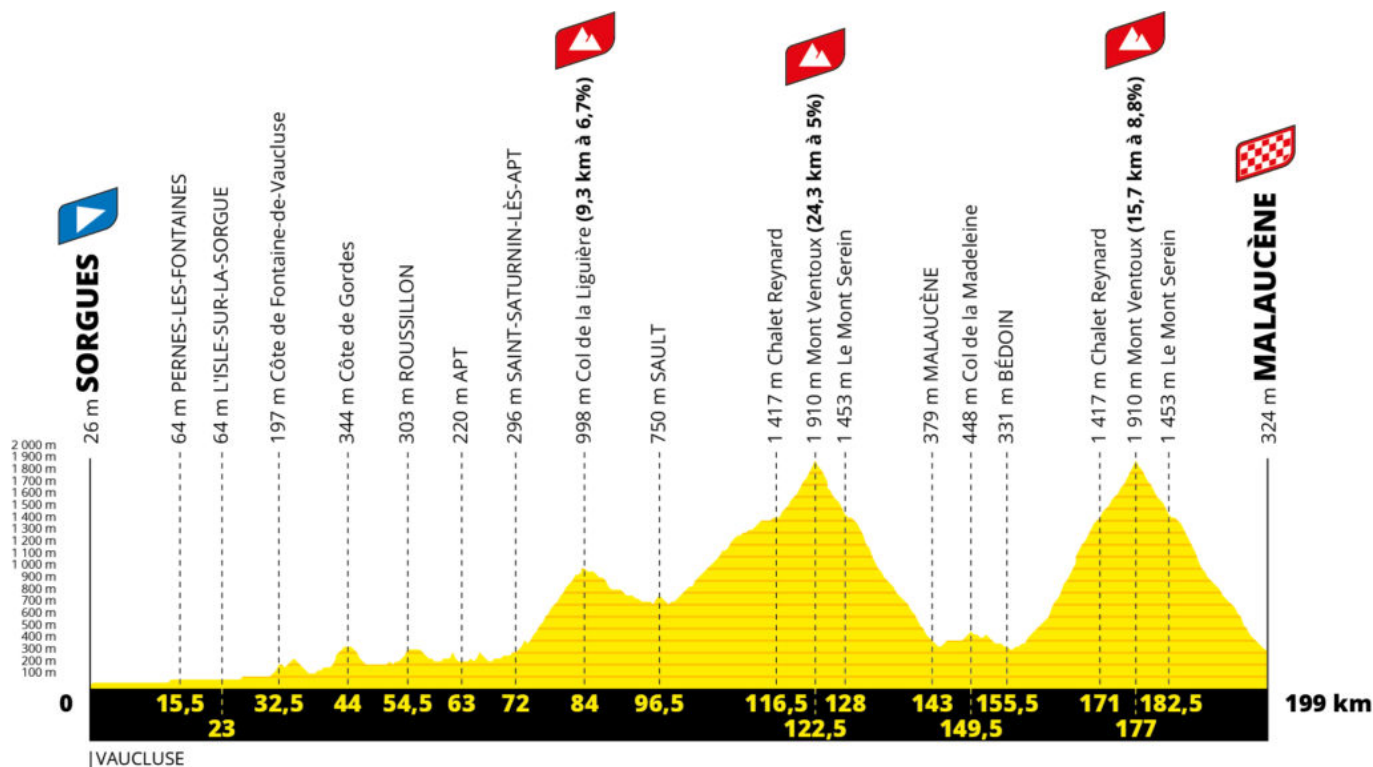 26 m SORGUES
64 m PERNES-LES-FONTAINES
64 m L'ISLE-SUR-LA-SORGUE
197 m Côte de Fontaine-de-Vaucluse
344 m Côte de Gordes
303 m ROUSSILLON
220 m APT
296 m SAINT-SATURNIN-LÈS-APT
998 m Col de la Liguière (9,3 km à 6,7%)
750 m SAULT
1 417 m Chalet Reynard
1 910 m Mont Ventoux (24,3 km à 5%)
1 453 m Le Mont Serein
379 m MALAUCÈNE
448 m Col de la Madeleine
331 m BÉDOIN
1 417 m Chalet Reynard
1 910 m Mont Ventoux (15,7 km à 8,8%)
1 453 m Le Mont Serein
324 m MALAUCÈNE
2 000 m
1 900 m
1 800 m
1 700 m
1 600 m
1 500 m
1 400 m
1 300 m
1 200 m
1 100 m
1 000 m
900 m
800 m
700 m
600 m
500 m
400 m
300 m
200 m
100 m
0 15,5 32,5 44 54,5 63 72 84 96,5 116,5 128 143 155,5 171 182,5 199 km
23 122,5 149,5 177
|VAUCLUSE